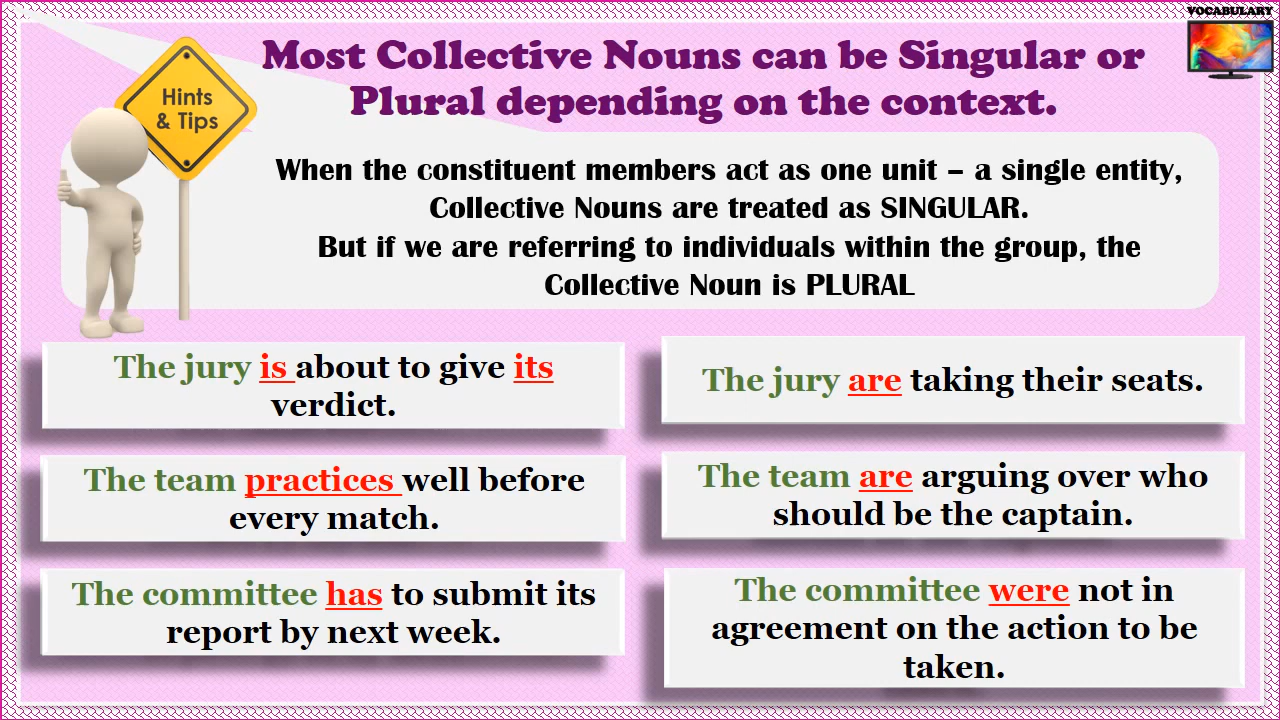 VOCABULARY
Most Collective Nouns can be Singular or
Plural depending on the context.
Hints
& Tips
When the constituent members act as one unit – a single entity,
Collective Nouns are treated as SINGULAR.
But if we are referring to individuals within the group, the
Collective Noun is PLURAL
The jury is about to give its
verdict.
The jury are taking their seats.
The team practices well before
every match.
The team are arguing over who
should be the captain.
The committee has to submit its
report by next week.
The committee were not in
agreement on the action to be
taken.